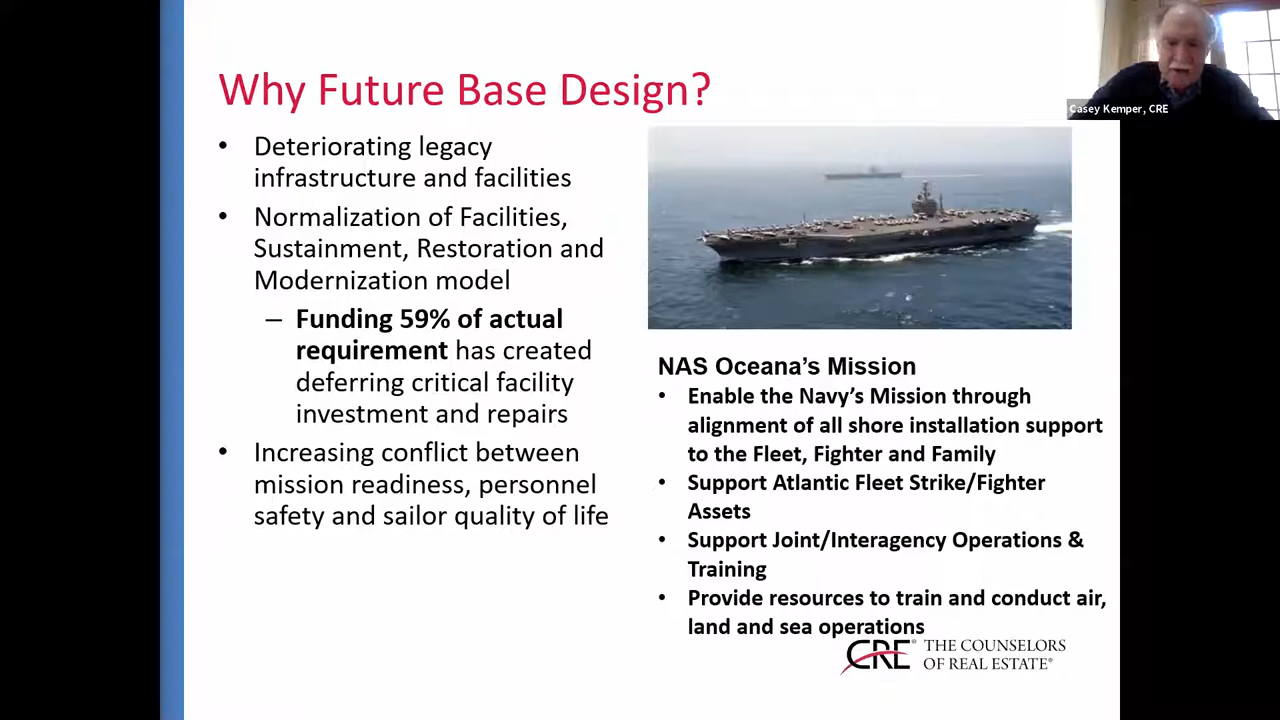 Why Future Base Design?
• Deteriorating legacy
infrastructure and facilities
• Normalization of Facilities,
Sustainment, Restoration and
Modernization model
– Funding 59% of actual
requirement has created
deferring critical facility
investment and repairs
• Increasing conflict between
mission readiness, personnel
safety and sailor quality of life
Casey Kemper, CRE
NAS Oceana’s Mission
• Enable the Navy’s Mission through
alignment of all shore installation support
to the Fleet, Fighter and Family
• Support Atlantic Fleet Strike/Fighter
Assets
• Support Joint/Interagency Operations &
Training
• Provide resources to train and conduct air,
land and sea operations
CRE® THE COUNSELORS
OF REAL ESTATE®